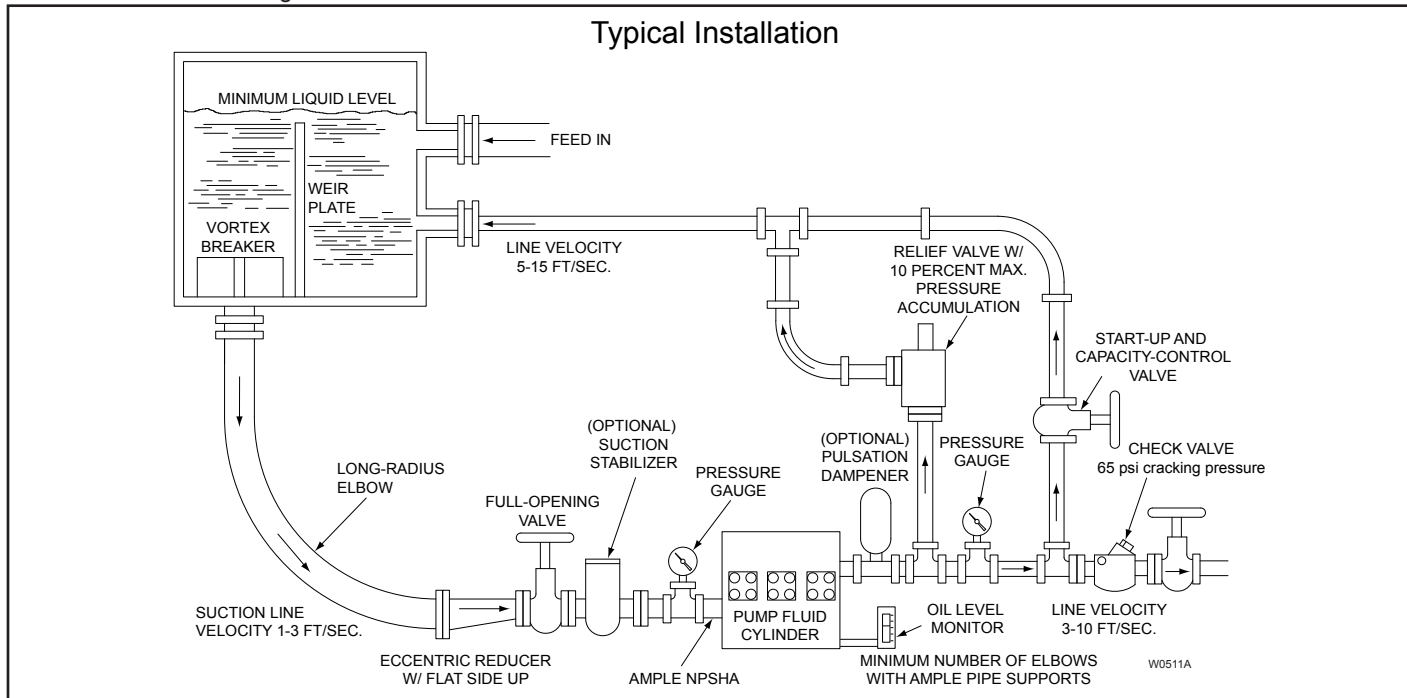 Typical Installation
MINIMUM LIQUID LEVEL
FEED IN
WEIR
PLATE
VORTEX
BREAKER
LINE VELOCITY
5-15 FT/SEC.
RELIEF VALVE W/
10 PERCENT MAX.
PRESSURE
ACCUMULATION
START-UP AND
CAPACITY-CONTROL
VALVE
(OPTIONAL)
SUCTION
STABILIZER
(OPTIONAL)
PULSATION
DAMPENER
PRESSURE
GAUGE
CHECK VALVE
65 psi cracking pressure
LONG-RADIUS
ELBOW
FULL-OPENING
VALVE
PRESSURE
GAUGE
SUCTION LINE
VELOCITY 1-3 FT/SEC.
PUMP FLUID
CYLINDER
OIL LEVEL
MONITOR
LINE VELOCITY
3-10 FT/SEC.
ECCENTRIC REDUCER
W/ FLAT SIDE UP
AMPLE NPSHA
MINIMUM NUMBER OF ELBOWS
WITH AMPLE PIPE SUPPORTS
W0511A